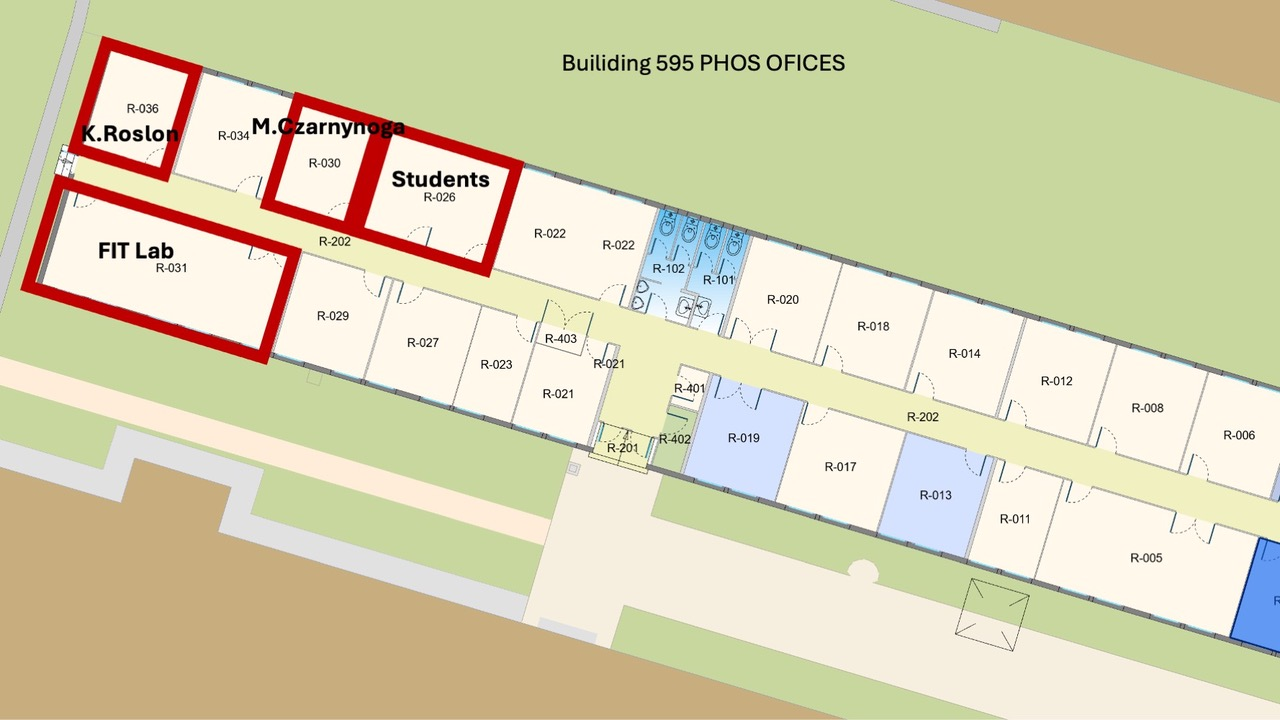 Builiding 595 PHOS OFICES
R-036
K.Roslon
R-034
M.Czarnynoga
R-030
Students
R-026
FIT Lab
R-031
R-202
R-022
R-022
R-102
R-101
R-020
R-018
R-014
R-012
R-008
R-006
R-029
R-027
R-023
R-403
R-021
R-021
R-401
R-402
R-201
R-202
R-019
R-017
R-013
R-011
R-005